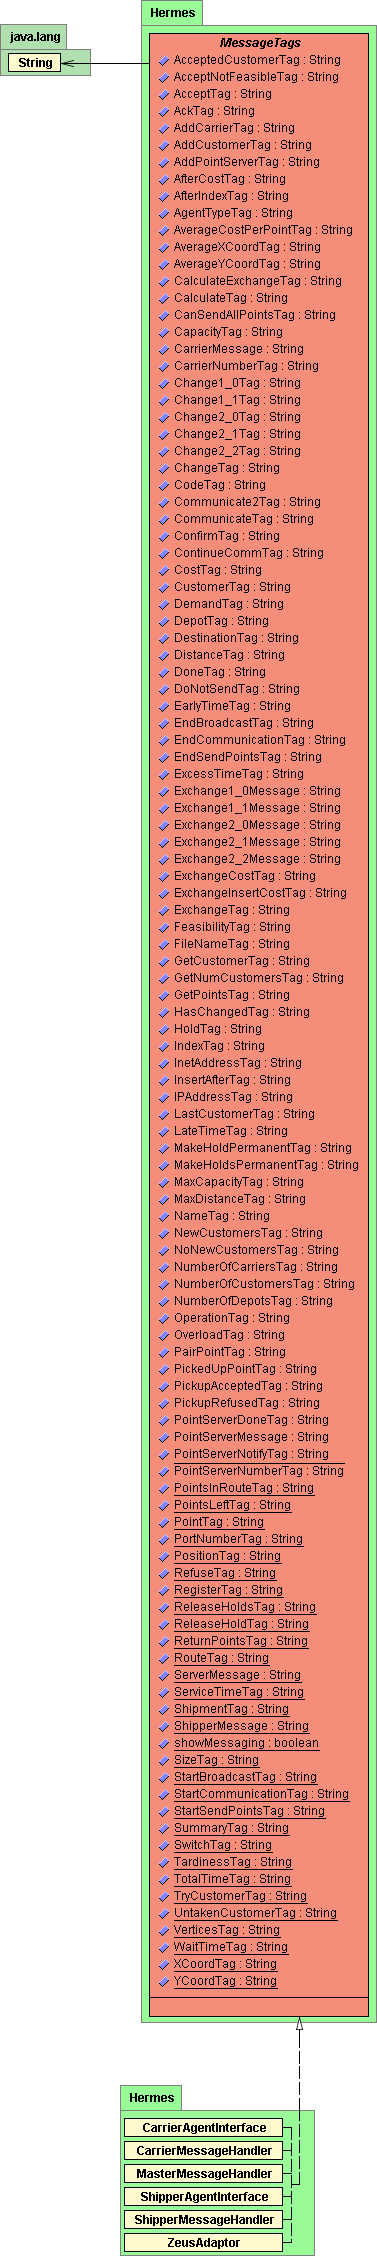 Hermes
java.lang
String
MessageTags
AcceptedCustomerTag : String
AcceptNotFeasibleTag : String
AcceptTag : String
AckTag : String
AddCarrierTag : String
AddCustomerTag : String
AddPointServerTag : String
AfterCostTag : String
AfterIndexTag : String
AgentTypeTag : String
AverageCostPerPointTag : String
AverageXCoordTag : String
AverageYCoordTag : String
CalculateExchangeTag : String
CalculateTag : String
CanSendAllPointsTag : String
CapacityTag : String
CarrierMessage : String
CarrierNumberTag : String
Change1_0Tag : String
Change1_1Tag : String
Change2_0Tag : String
Change2_1Tag : String
Change2_2Tag : String
ChangeTag : String
CodeTag : String
Communicate2Tag : String
CommunicateTag : String
ConfirmTag : String
ContinueCommTag : String
CostTag : String
CustomerTag : String
DemandTag : String
DepotTag : String
DestinationTag : String
DistanceTag : String
DoneTag : String
DoNotSendTag : String
EarlyTimeTag : String
EndBroadcastTag : String
EndCommunicationTag : String
EndSendPointsTag : String
ExcessTimeTag : String
Exchange1_0Message : String
Exchange1_1Message : String
Exchange2_0Message : String
Exchange2_1Message : String
Exchange2_2Message : String
ExchangeCostTag : String
ExchangeInsertCostTag : String
ExchangeTag : String
FeasibilityTag : String
FileNameTag : String
GetCustomerTag : String
GetNumCustomersTag : String
GetPointsTag : String
HasChangedTag : String
HoldTag : String
IndexTag : String
InetAddressTag : String
InsertAfterTag : String
IPAddressTag : String
LastCustomerTag : String
LateTimeTag : String
MakeHoldPermanentTag : String
MakeHoldsPermanentTag : String
MaxCapacityTag : String
MaxDistanceTag : String
NameTag : String
NewCustomersTag : String
NoNewCustomersTag : String
NumberOfCarriersTag : String
NumberOfCustomersTag : String
NumberOfDepotsTag : String
OperationTag : String
OverloadTag : String
PairPointTag : String
PickedUpPointTag : String
PickupAcceptedTag : String
PickupRefusedTag : String
PointServerDoneTag : String
PointServerMessage : String
PointServerNotifyTag : String
PointServerNumberTag : String
PointsInRouteTag : String
PointsLeftTag : String
PointTag : String
PortNumberTag : String
PositionTag : String
RefuseTag : String
RegisterTag : String
ReleaseHoldsTag : String
ReleaseHoldTag : String
ReturnPointsTag : String
RouteTag : String
ServerMessage : String
ServiceTimeTag : String
ShipmentTag : String
ShipperMessage : String
showMessaging : boolean
SizeTag : String
StartBroadcastTag : String
StartCommunicationTag : String
StartSendPointsTag : String
SummaryTag : String
SwitchTag : String
TardinessTag : String
TotalTimeTag : String
TryCustomerTag : String
UntakenCustomerTag : String
VerticesTag : String
WaitTimeTag : String
XCoordTag : String
YCoordTag : String
Hermes
CarrierAgentInterface
CarrierMessageHandler
MasterMessageHandler
ShipperAgentInterface
ShipperMessageHandler
ZeusAdaptor